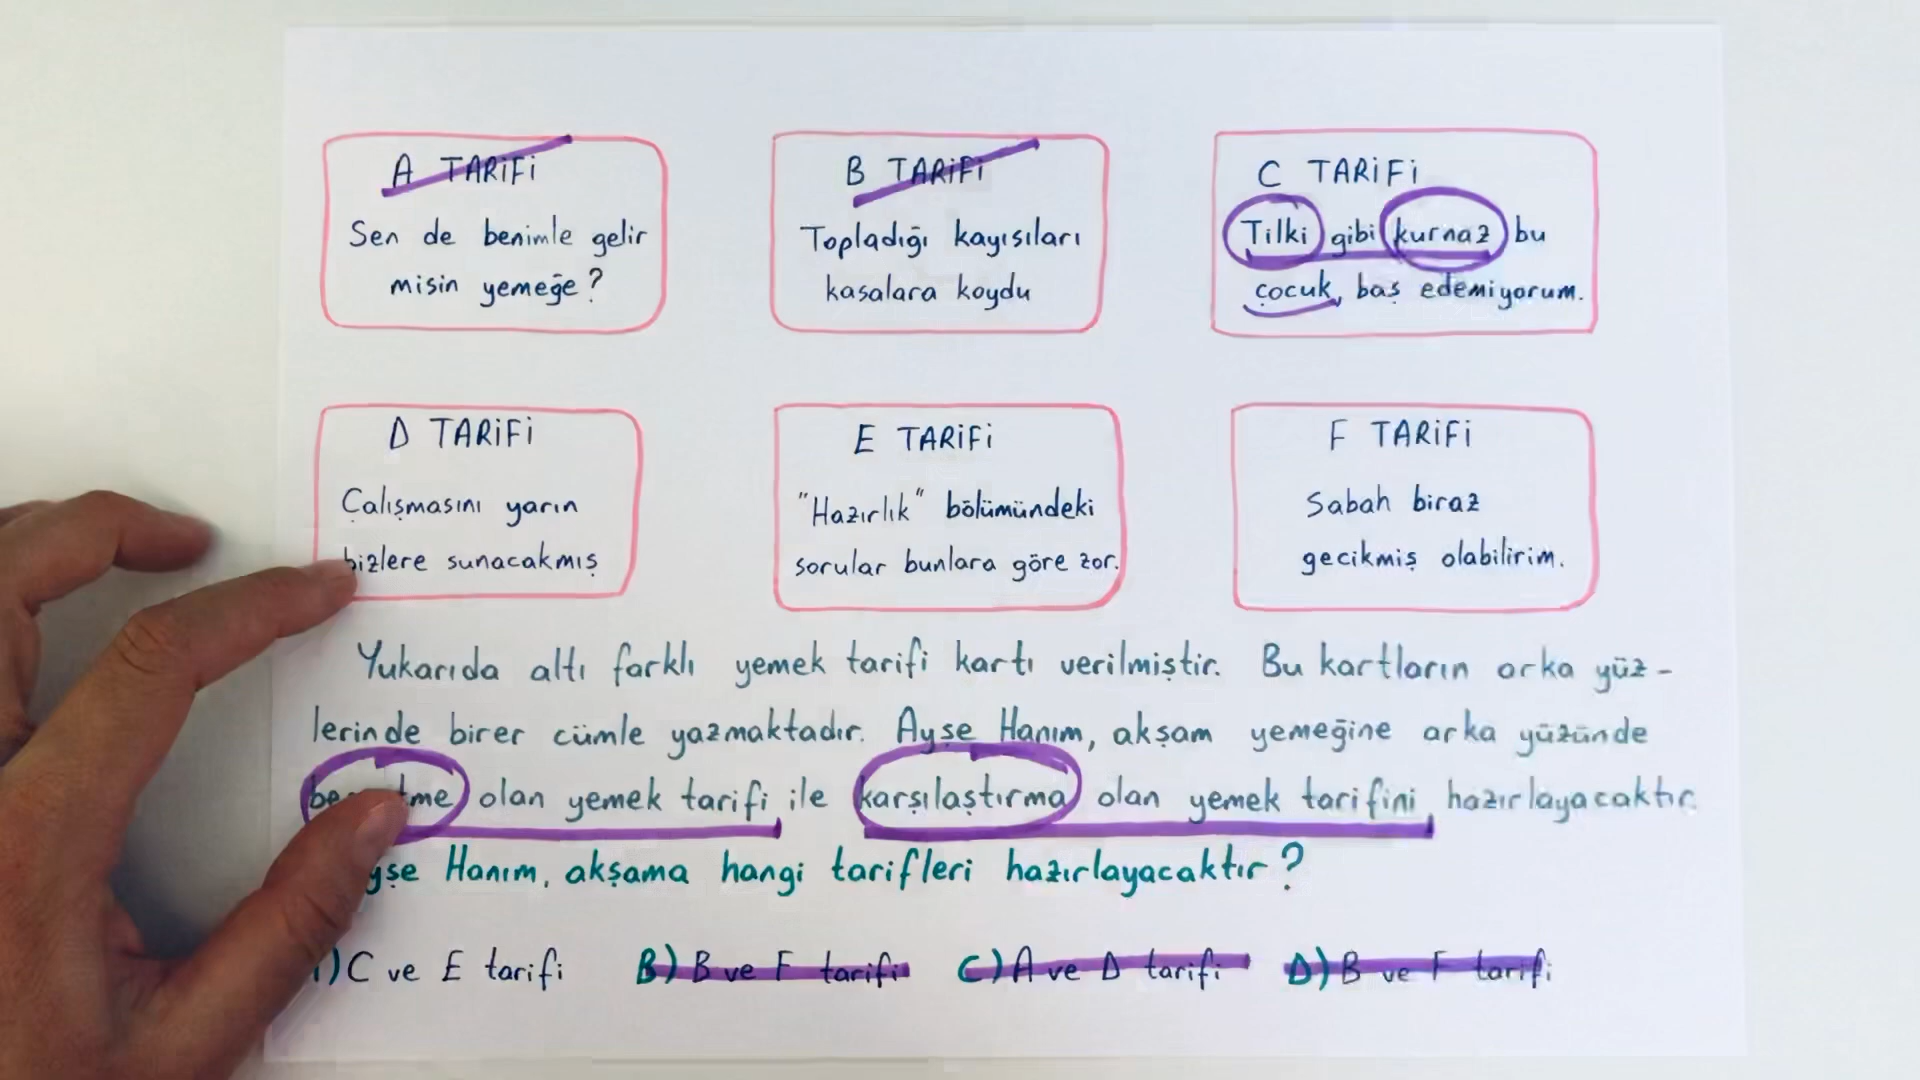 A TARİFİ
Sen de benimle gelir
misin yemeğe?
B TARİFİ
Topladığı kayısıları
kasalara koydu
C TARİFİ
Tilki gibi kurnaz bu
çocuk, baş edemiyorum.
D TARİFİ
Çalışmasını yarın
bizlere sunacakmış
E TARİFİ
"Hazırlık" bölümündeki
sorular bunlara göre zor.
F TARİFİ
Sabah biraz
gecikmiş olabilirim.
Yukarıda altı farklı yemek tarifi kartı verilmiştir. Bu kartların arka yüz-
lerinde birer cümle yazmaktadır. Ayşe Hanım, akşam yemeğine arka yüzünde
olan yemek tarifi ile karşılaştırma olan yemek tarifini hazırlayacaktır.
Hanım, akşama hangi tarifleri hazırlayacaktır?
C ve E tarifi B) B ve F tarifi C) A ve D tarifi D) B ve F tarifi